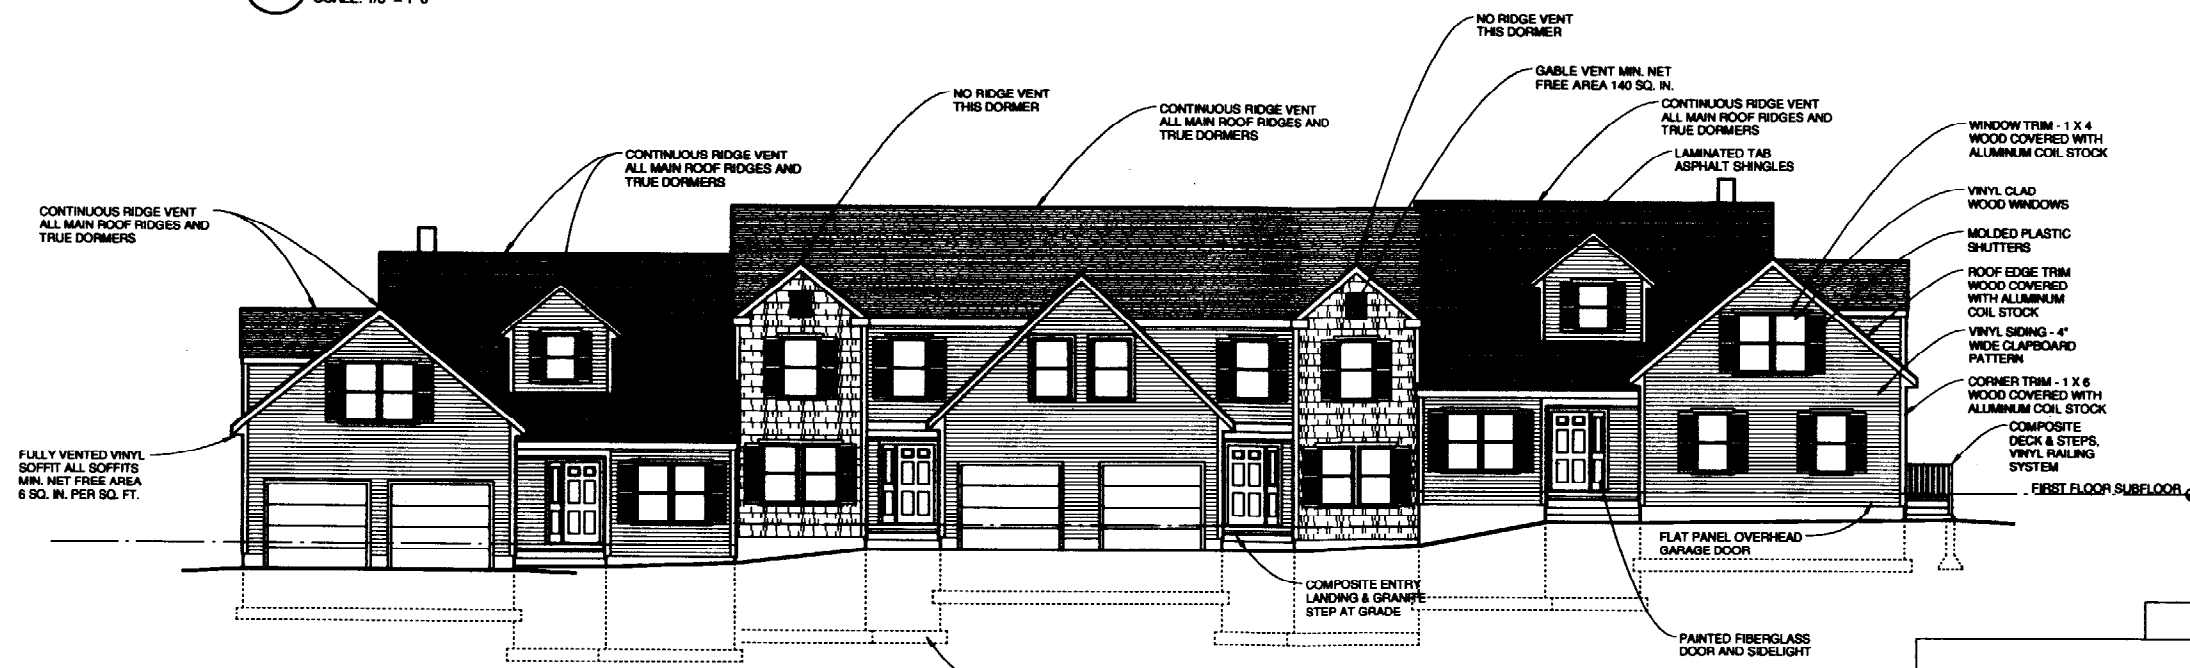 SCALE: 1/8" = 1'-0"
NO RIDGE VENT
THIS DORMER
GABLE VENT MIN. NET
FREE AREA 140 SQ. IN.
NO RIDGE VENT
THIS DORMER
CONTINUOUS RIDGE VENT
ALL MAIN ROOF RIDGES AND
TRUE DORMERS
CONTINUOUS RIDGE VENT
ALL MAIN ROOF RIDGES AND
TRUE DORMERS
WINDOW TRIM - 1 X 4
WOOD COVERED WITH
ALUMINUM COIL STOCK
CONTINUOUS RIDGE VENT
ALL MAIN ROOF RIDGES AND
TRUE DORMERS
LAMINATED TAB
ASPHALT SHINGLES
VINYL CLAD
WOOD WINDOWS
CONTINUOUS RIDGE VENT
ALL MAIN ROOF RIDGES AND
TRUE DORMERS
MOLDED PLASTIC
SHUTTERS
ROOF EDGE TRIM
WOOD COVERED
WITH ALUMINUM
COIL STOCK
VINYL SIDING - 4"
WIDE CLAPBOARD
PATTERN
CORNER TRIM - 1 X 6
WOOD COVERED WITH
ALUMINUM COIL STOCK
COMPOSITE
DECK & STEPS,
VINYL RAILING
SYSTEM
FULLY VENTED VINYL
SOFFIT ALL SOFFITS
MIN. NET FREE AREA
6 SQ. IN. PER SQ. FT.
FIRST FLOOR SUBFLOOR
FLAT PANEL OVERHEAD
GARAGE DOOR
COMPOSITE ENTRY
LANDING & GRANITE
STEP AT GRADE
PAINTED FIBERGLASS
DOOR AND SIDELIGHT